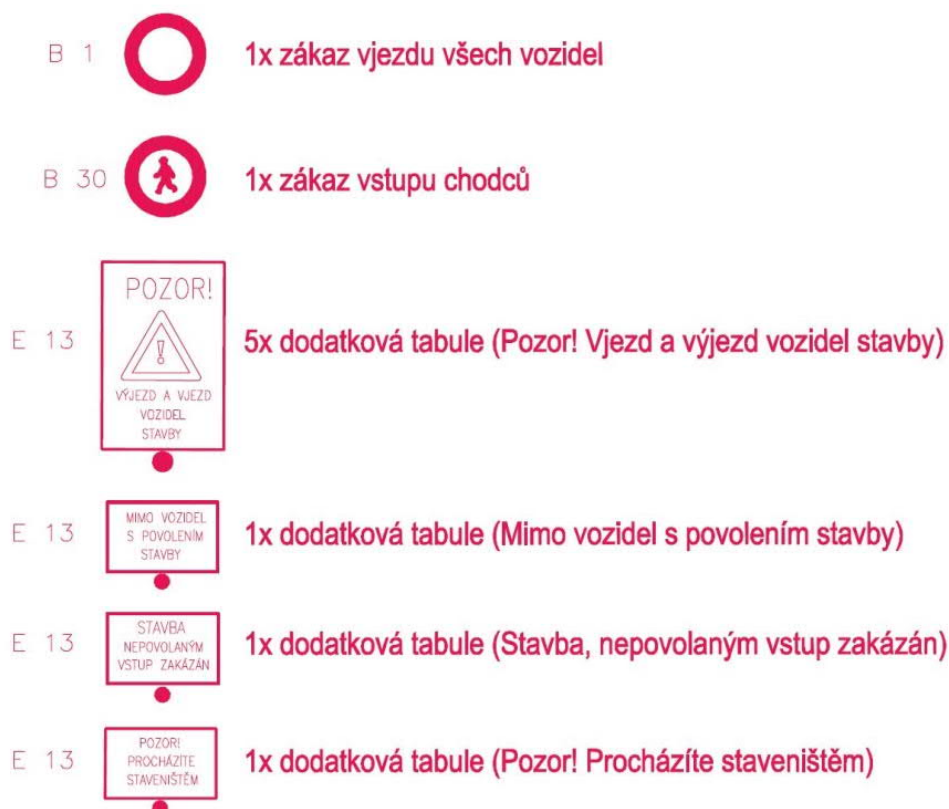 B 1
1x zákaz vjezdu všech vozidel
B 30
1x zákaz vstupu chodců
E 13
POZOR!
!
VÝJEZD A VJEZD
VOZIDEL
STAVBY
5x dodatková tabule (Pozor! Vjezd a výjezd vozidel stavby)
E 13
MIMO VOZIDEL
S POVOLENÍM
STAVBY
1x dodatková tabule (Mimo vozidel s povolením stavby)
E 13
STAVBA
NEPOVOLANÝM
VSTUP ZAKÁZÁN
1x dodatková tabule (Stavba, nepovolaným vstup zakázán)
E 13
POZOR!
PROCHÁZÍTE
STAVENIŠTĚM
1x dodatková tabule (Pozor! Procházíte staveništěm)